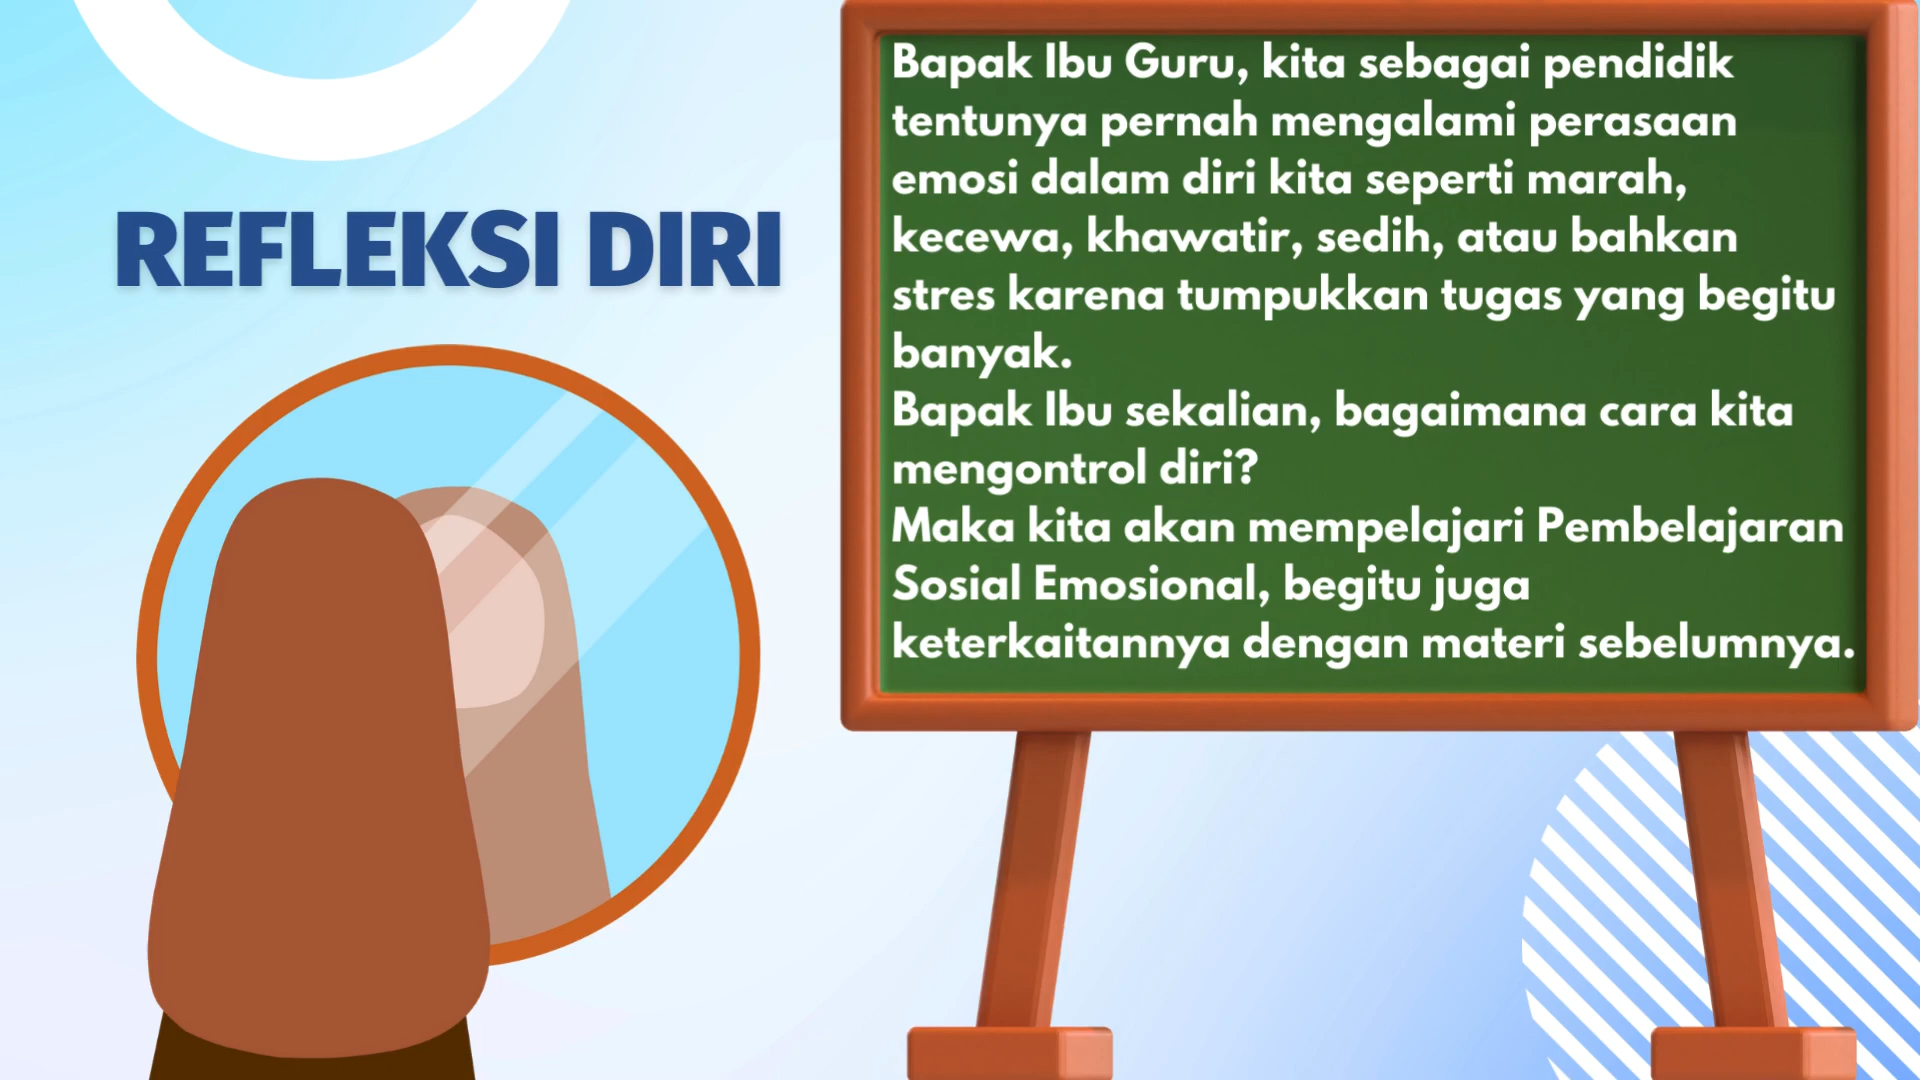 REFLEKSI DIRI
Bapak Ibu Guru, kita sebagai pendidik
tentunya pernah mengalami perasaan
emosi dalam diri kita seperti marah,
kecewa, khawatir, sedih, atau bahkan
stres karena tumpukkan tugas yang begitu
banyak.
Bapak Ibu sekalian, bagaimana cara kita
mengontrol diri?
Maka kita akan mempelajari Pembelajaran
Sosial Emosional, begitu juga
keterkaitannya dengan materi sebelumnya.